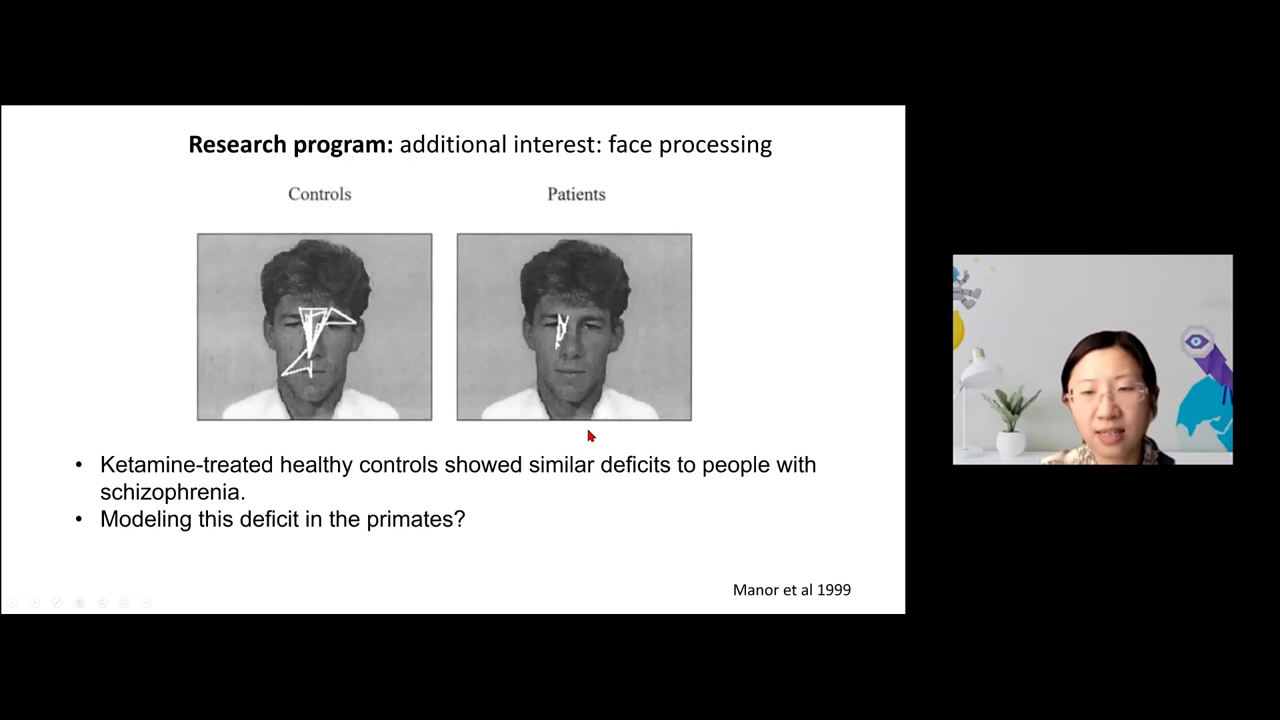 Research program: additional interest: face processing
Controls
Patients
• Ketamine-treated healthy controls showed similar deficits to people with
schizophrenia.
• Modeling this deficit in the primates?
Manor et al 1999